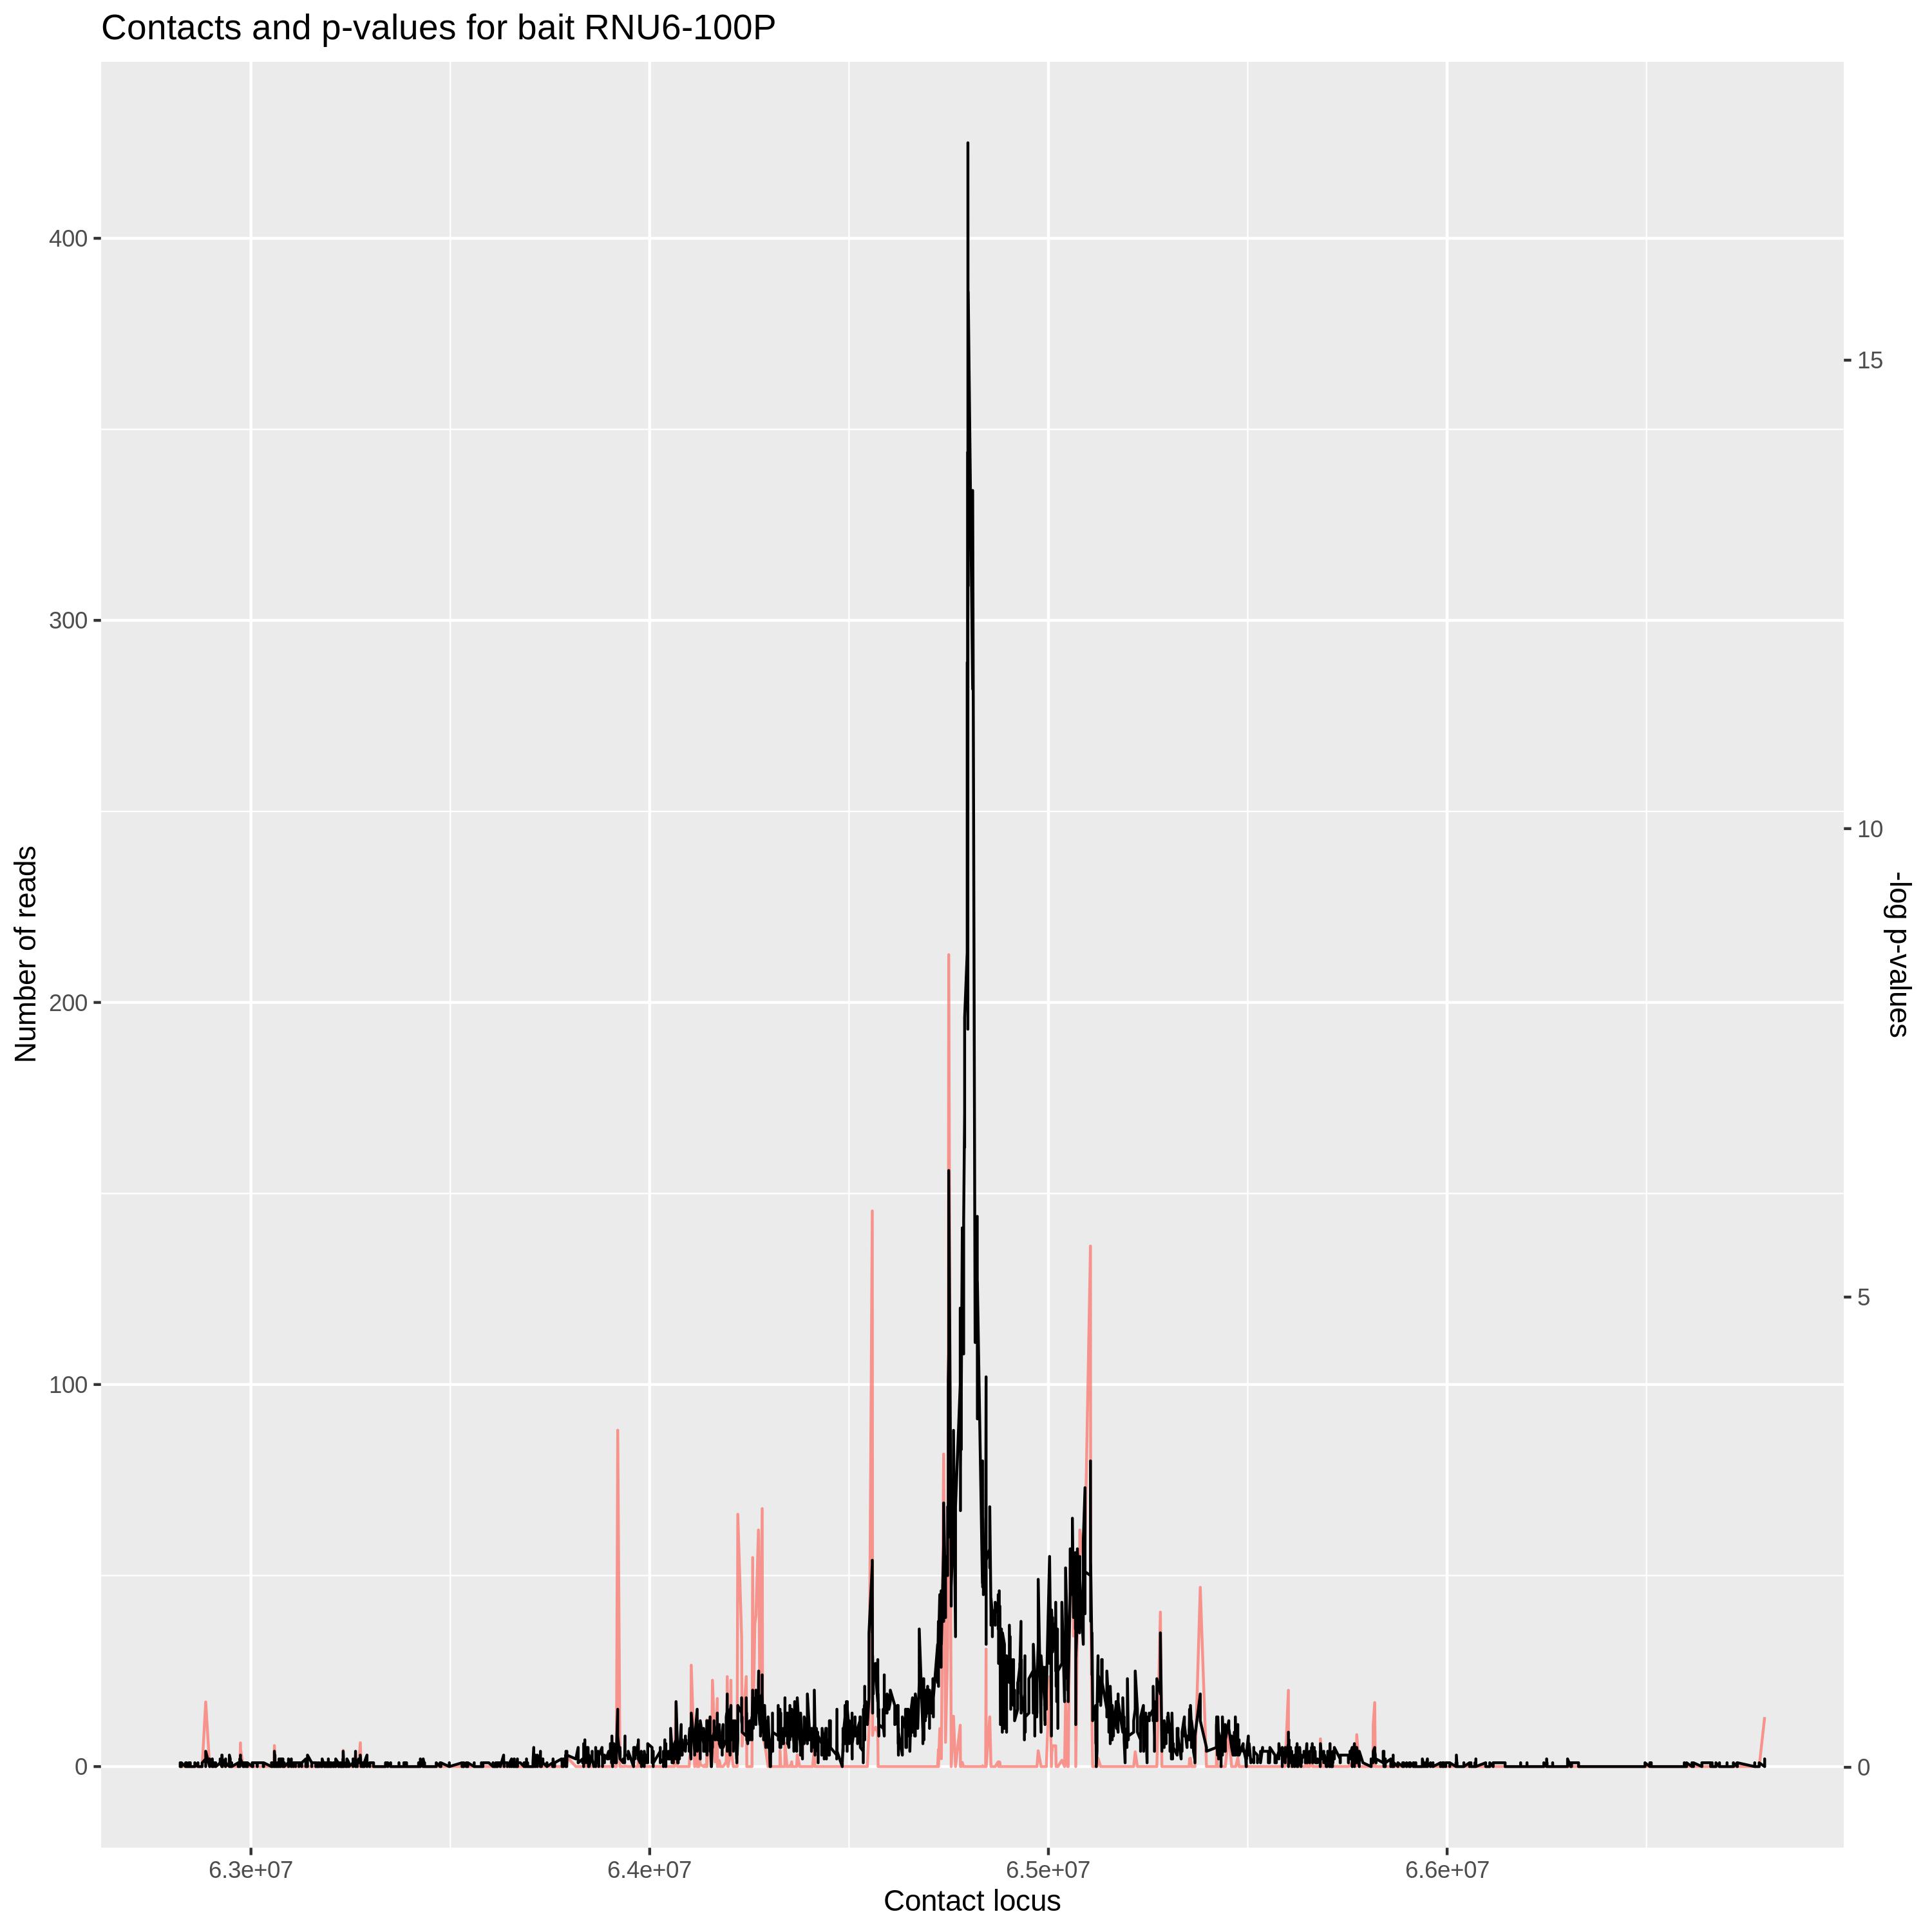 Contacts and p-values for bait RNU6-100P
400
300
200
100
0
Number of reads
15
10
5
0
-log p-values
6.3e+07
6.4e+07
6.5e+07
6.6e+07
Contact locus